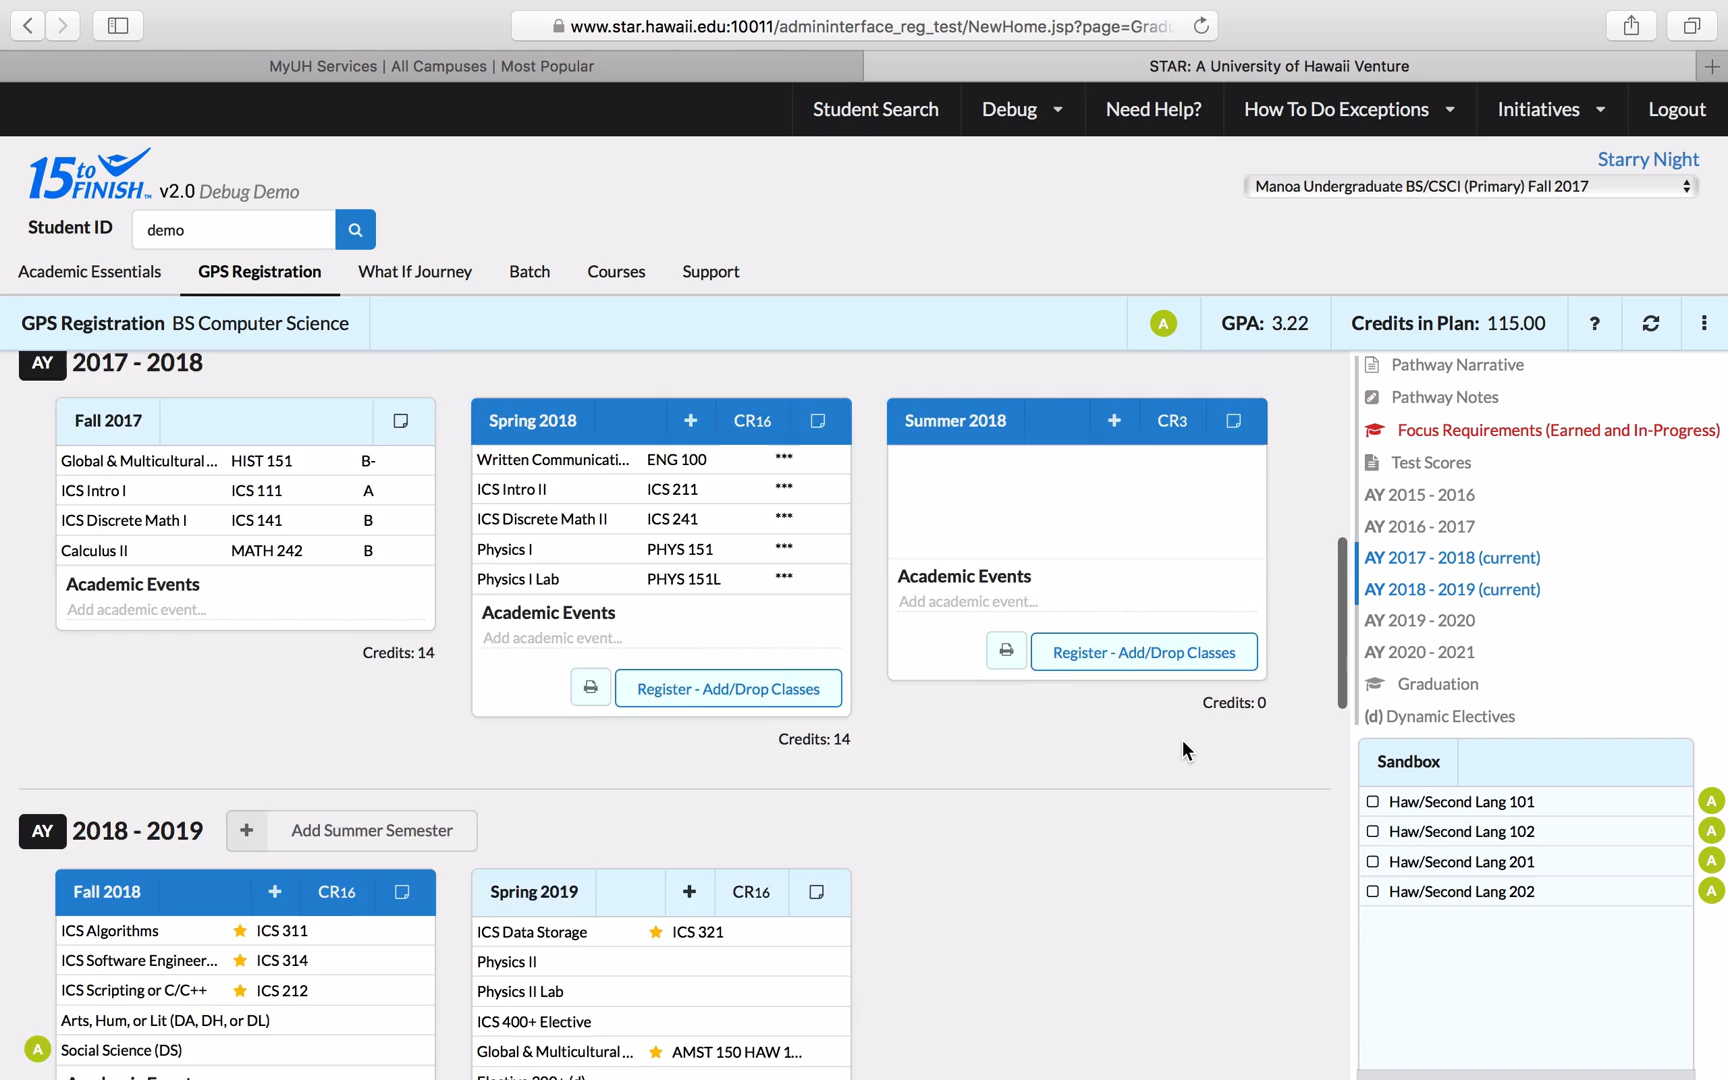 www.star.hawaii.edu:10011/admininterface_reg_test/NewHome.jsp?page=Grad
MyUH Services | All Campuses | Most Popular
STAR: A University of Hawaii Venture
Student Search
Debug
Need Help?
How To Do Exceptions
Initiatives
Logout
15 to FINISH™ v2.0 Debug Demo
Starry Night
Manoa Undergraduate BS/CSCI (Primary) Fall 2017
Student ID
demo
Academic Essentials
GPS Registration
What If Journey
Batch
Courses
Support
GPS Registration BS Computer Science
A
GPA: 3.22
Credits in Plan: 115.00
?
AY 2017 - 2018
Fall 2017
Global & Multicultural... HIST 151 B-
ICS Intro I ICS 111 A
ICS Discrete Math I ICS 141 B
Calculus II MATH 242 B
Academic Events
Add academic event...
Credits: 14
Spring 2018 + CR16
Written Communicati... ENG 100 ***
ICS Intro II ICS 211 ***
ICS Discrete Math II ICS 241 ***
Physics I PHYS 151 ***
Physics I Lab PHYS 151L ***
Academic Events
Add academic event...
Register - Add/Drop Classes
Credits: 14
Summer 2018 + CR3
Academic Events
Add academic event...
Register - Add/Drop Classes
Credits: 0
AY 2018 - 2019
+ Add Summer Semester
Fall 2018 + CR16
ICS Algorithms ICS 311
ICS Software Engineer... ICS 314
ICS Scripting or C/C++ ICS 212
Arts, Hum, or Lit (DA, DH, or DL)
A Social Science (DS)
Spring 2019 + CR16
ICS Data Storage ICS 321
Physics II
Physics II Lab
ICS 400+ Elective
Global & Multicultural... AMST 150 HAW 1...
Pathway Narrative
Pathway Notes
Focus Requirements (Earned and In-Progress)
Test Scores
AY 2015 - 2016
AY 2016 - 2017
AY 2017 - 2018 (current)
AY 2018 - 2019 (current)
AY 2019 - 2020
AY 2020 - 2021
Graduation
(d) Dynamic Electives
Sandbox
Haw/Second Lang 101 A
Haw/Second Lang 102 A
Haw/Second Lang 201 A
Haw/Second Lang 202 A